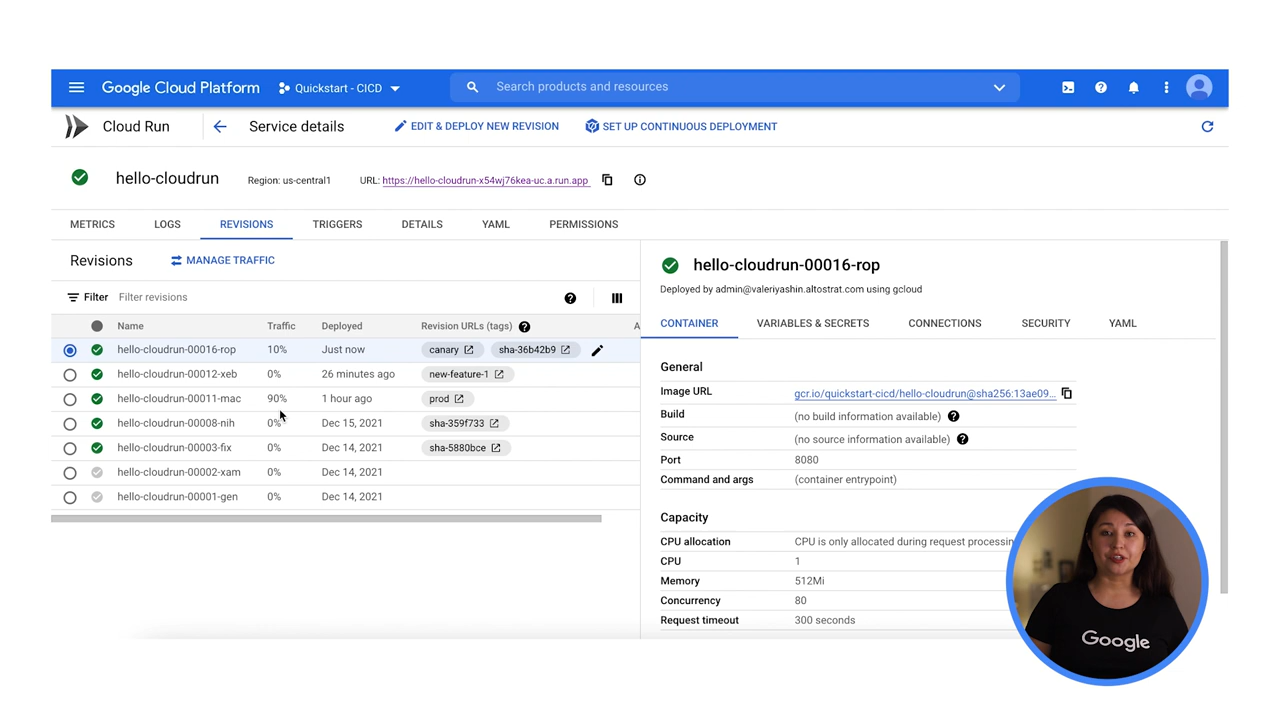 Google Cloud Platform Quickstart - CICD Search products and resources
Cloud Run Service details EDIT & DEPLOY NEW REVISION SET UP CONTINUOUS DEPLOYMENT
hello-cloudrun Region: us-central1 URL: https://hello-cloudrun-x54wj76kea-uc.a.run.app
METRICS LOGS REVISIONS TRIGGERS DETAILS YAML PERMISSIONS
Revisions MANAGE TRAFFIC
Filter Filter revisions
Name Traffic Deployed Revision URLs (tags) A
hello-cloudrun-00016-rop 10% Just now canary sha-36b42b9
hello-cloudrun-00012-xeb 0% 26 minutes ago new-feature-1
hello-cloudrun-00011-mac 90% 1 hour ago prod
hello-cloudrun-00008-nih 0% Dec 15, 2021 sha-359f733
hello-cloudrun-00003-fix 0% Dec 14, 2021 sha-5880bce
hello-cloudrun-00002-xam 0% Dec 14, 2021
hello-cloudrun-00001-gen 0% Dec 14, 2021
hello-cloudrun-00016-rop
Deployed by admin@valeriyashin.altostrat.com using gcloud
CONTAINER VARIABLES & SECRETS CONNECTIONS SECURITY YAML
General
Image URL gcr.io/quickstart-cicd/hello-cloudrun@sha256:13ae09...
Build (no build information available)
Source (no source information available)
Port 8080
Command and args (container entrypoint)
Capacity
CPU allocation CPU is only allocated during request processin
CPU 1
Memory 512Mi
Concurrency 80
Request timeout 300 seconds
Google